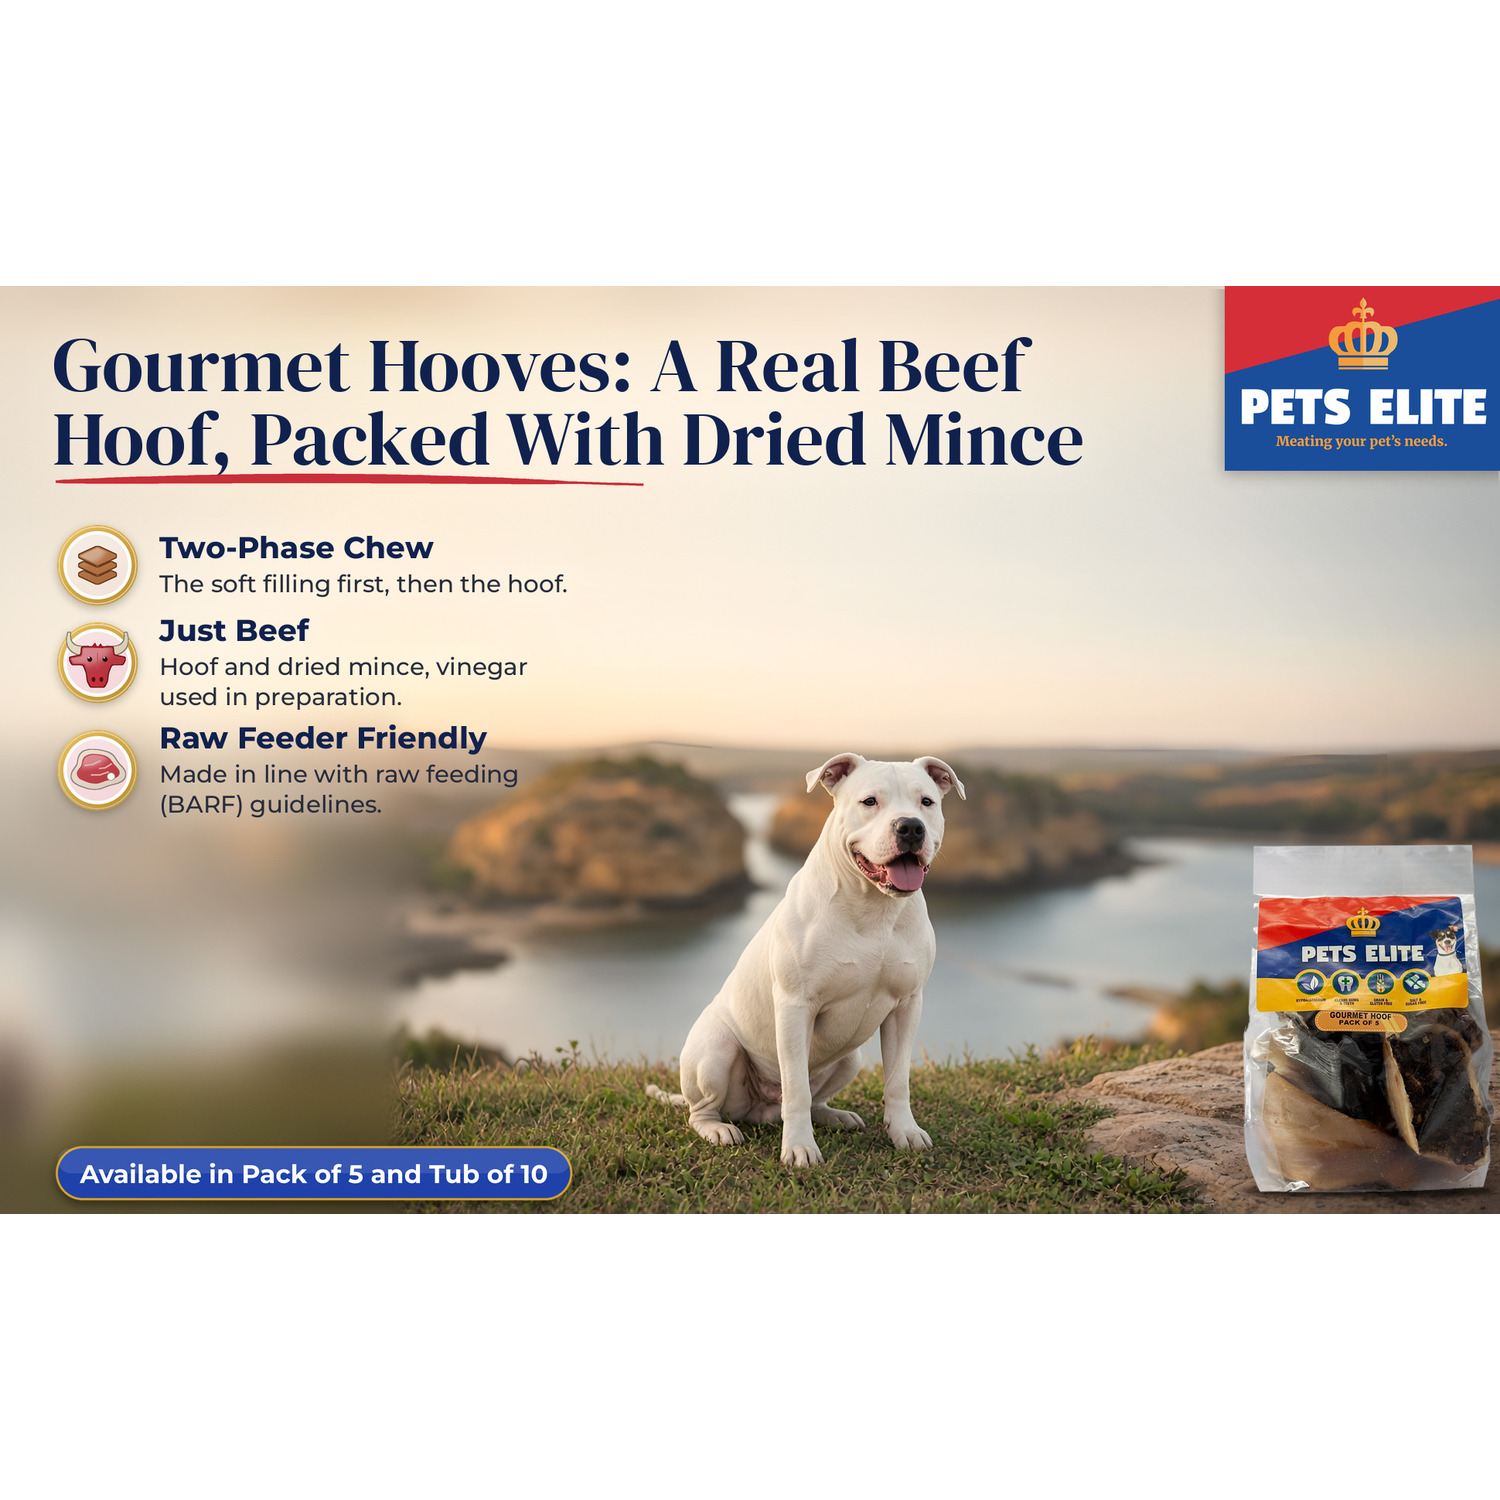 Gourmet Hooves: A Real Beef
Hoof, Packed With Dried Mince
PETS ELITE
Meating your pet's needs.
Two-Phase Chew
The soft filling first, then the hoof.
Just Beef
Hoof and dried mince, vinegar
used in preparation.
Raw Feeder Friendly
Made in line with raw feeding
(BARF) guidelines.
PETS ELITE
GRAIN &
GLUTEN FREE
GOURMET HOOF
PACK OF 5
Available in Pack of 5 and Tub of 10